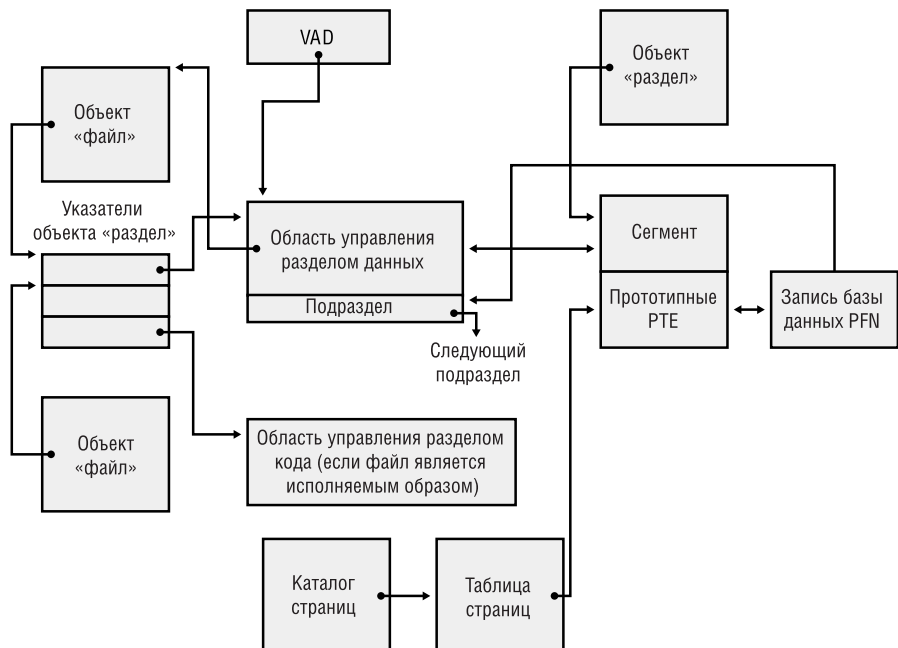 VAD
Объект
«раздел»
Объект
«файл»
Указатели
объекта «раздел»
Область управления
разделом данных
Подраздел
Следующий
подраздел
Сегмент
Прототипные
PTE
Запись базы
данных PFN
Объект
«файл»
Область управления разделом
кода (если файл является
исполняемым образом)
Каталог
страниц
Таблица
страниц